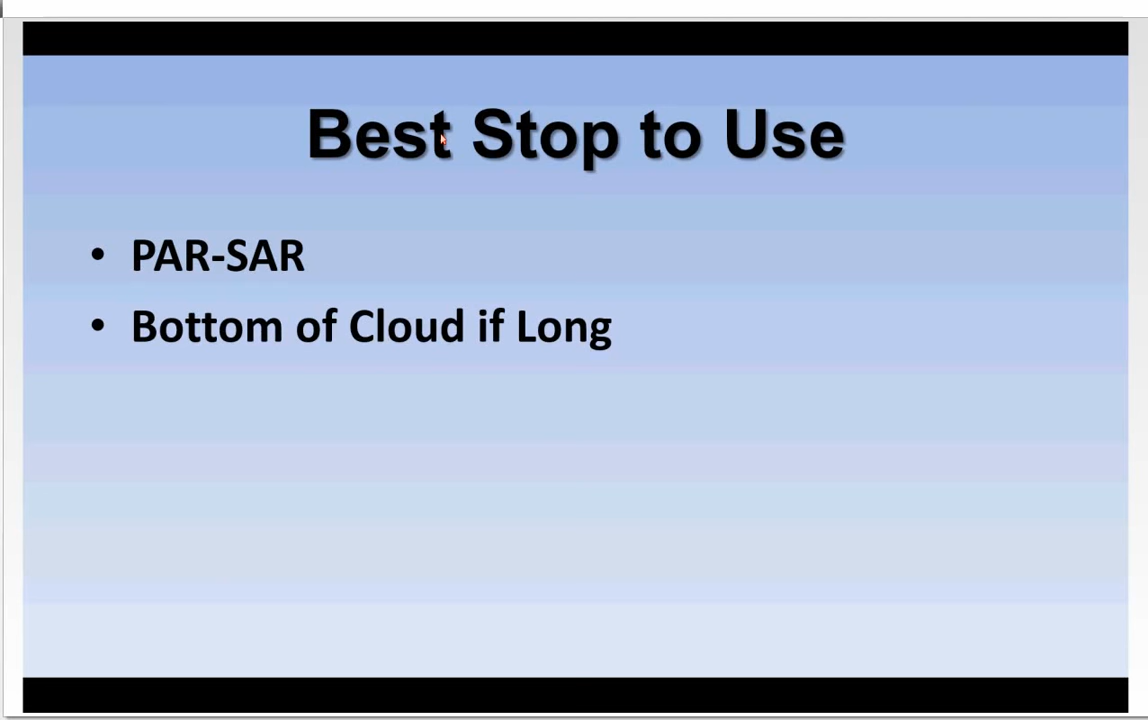 Best Stop to Use
• PAR-SAR
• Bottom of Cloud if Long